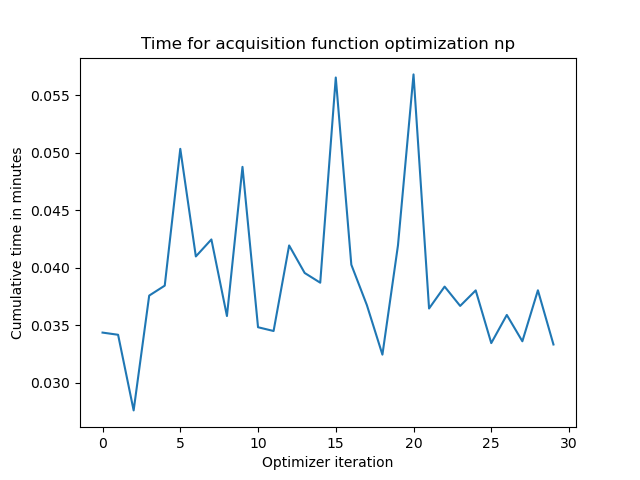 Time for acquisition function optimization np
Cumulative time in minutes
0.055
0.050
0.045
0.040
0.035
0.030
0 5 10 15 20 25 30
Optimizer iteration